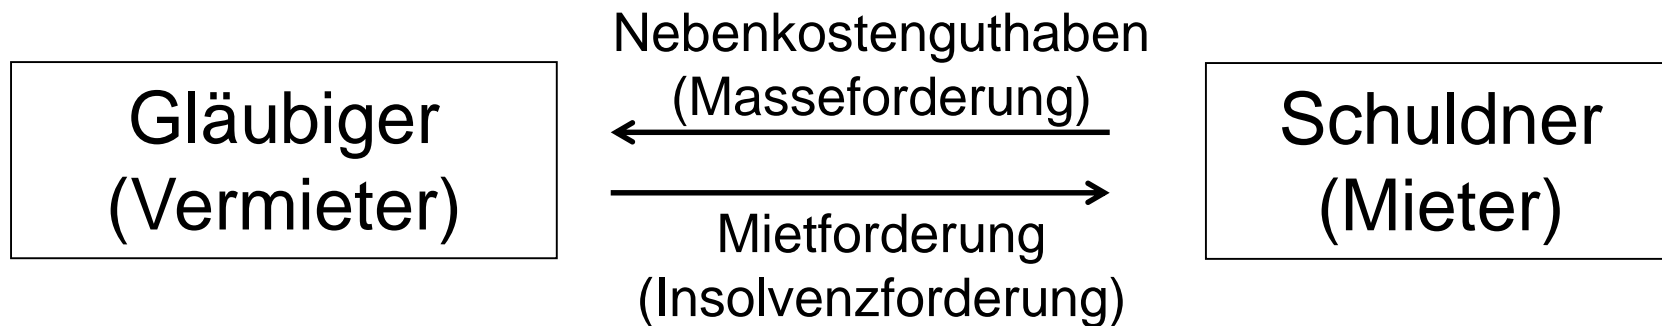 Nebenkostenguthaben
(Masseforderung)
Gläubiger
(Vermieter)
Schuldner
(Mieter)
Mietforderung
(Insolvenzforderung)